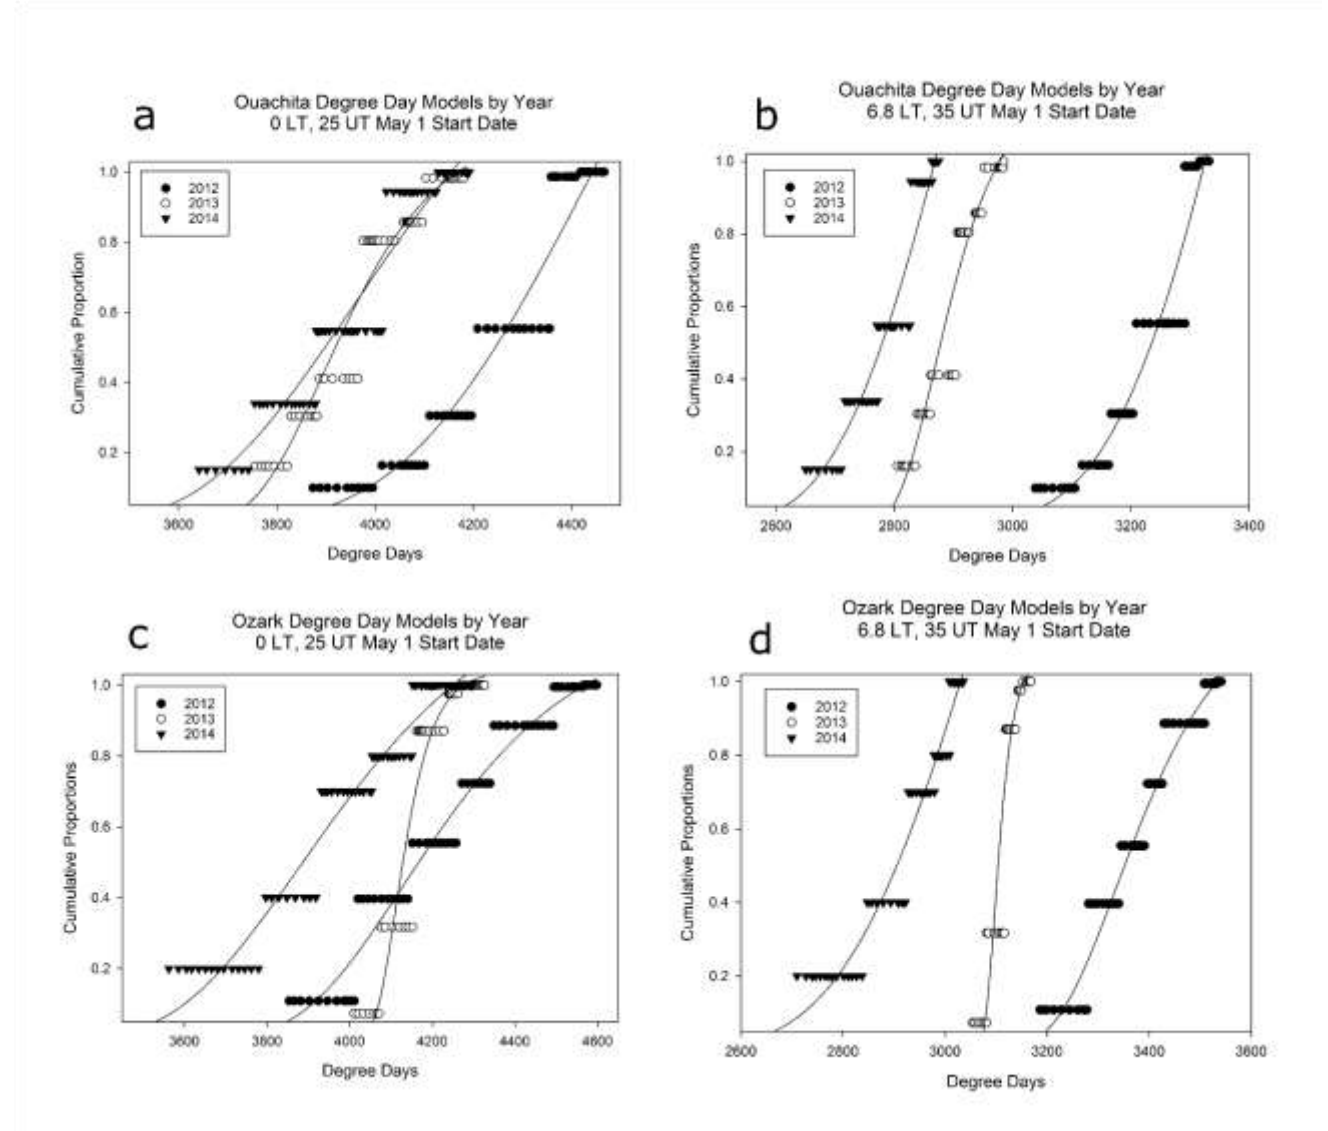 a
Ouachita Degree Day Models by Year
0 LT, 25 UT May 1 Start Date
1.0
0.8
0.6
0.4
0.2
Cumulative Proportion
2012
2013
2014
3600 3800 4000 4200 4400
Degree Days
b
Ouachita Degree Day Models by Year
6.8 LT, 35 UT May 1 Start Date
1.0
0.8
0.6
0.4
0.2
Cumulative Proportions
2012
2013
2014
2600 2800 3000 3200 3400
Degree Days
c
Ozark Degree Day Models by Year
0 LT, 25 UT May 1 Start Date
1.0
0.8
0.6
0.4
0.2
Cumulative Proportions
2012
2013
2014
3600 3800 4000 4200 4400 4600
Degree Days
d
Ozark Degree Day Models by Year
6.8 LT, 35 UT May 1 Start Date
1.0
0.8
0.6
0.4
0.2
Cumulative Proportions
2012
2013
2014
2600 2800 3000 3200 3400 3600
Degree Days